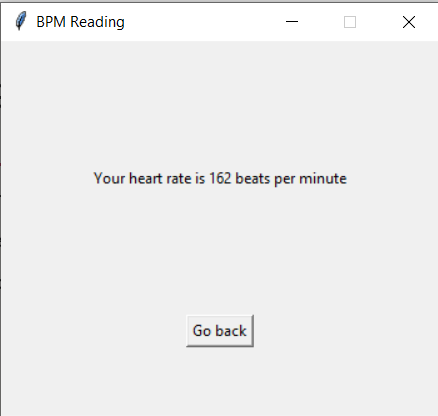 BPM Reading
Your heart rate is 162 beats per minute
Go back